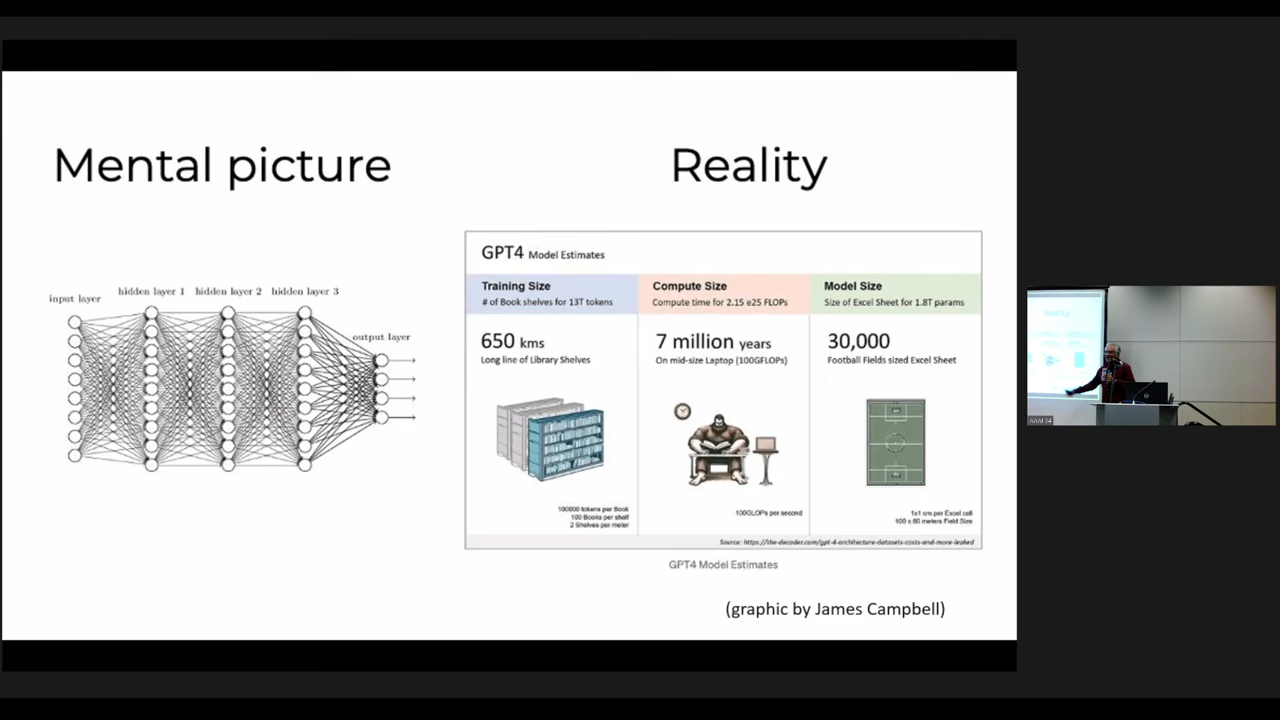 Mental picture
Reality
input layer
hidden layer 1 hidden layer 2 hidden layer 3
output layer
GPT4 Model Estimates
Training Size
# of Book shelves for 13T tokens
Compute Size
Compute time for 2.15 e25 FLOPs
Model Size
Size of Excel Sheet for 1.8T params
650 kms
Long line of Library Shelves
7 million years
On mid-size Laptop (100GFLOPs)
30,000
Football Fields sized Excel Sheet
100000 tokens per Book
100 Books per shelf
2 Shelves per meter
100GLOPs per second
1x1 cm per Excel cell
100 x 60 meters Field Size
Source: https://the-decoder.com/gpt-4-architecture-datasets-costs-and-more-leaked
GPT4 Model Estimates
(graphic by James Campbell)
AAAI 24